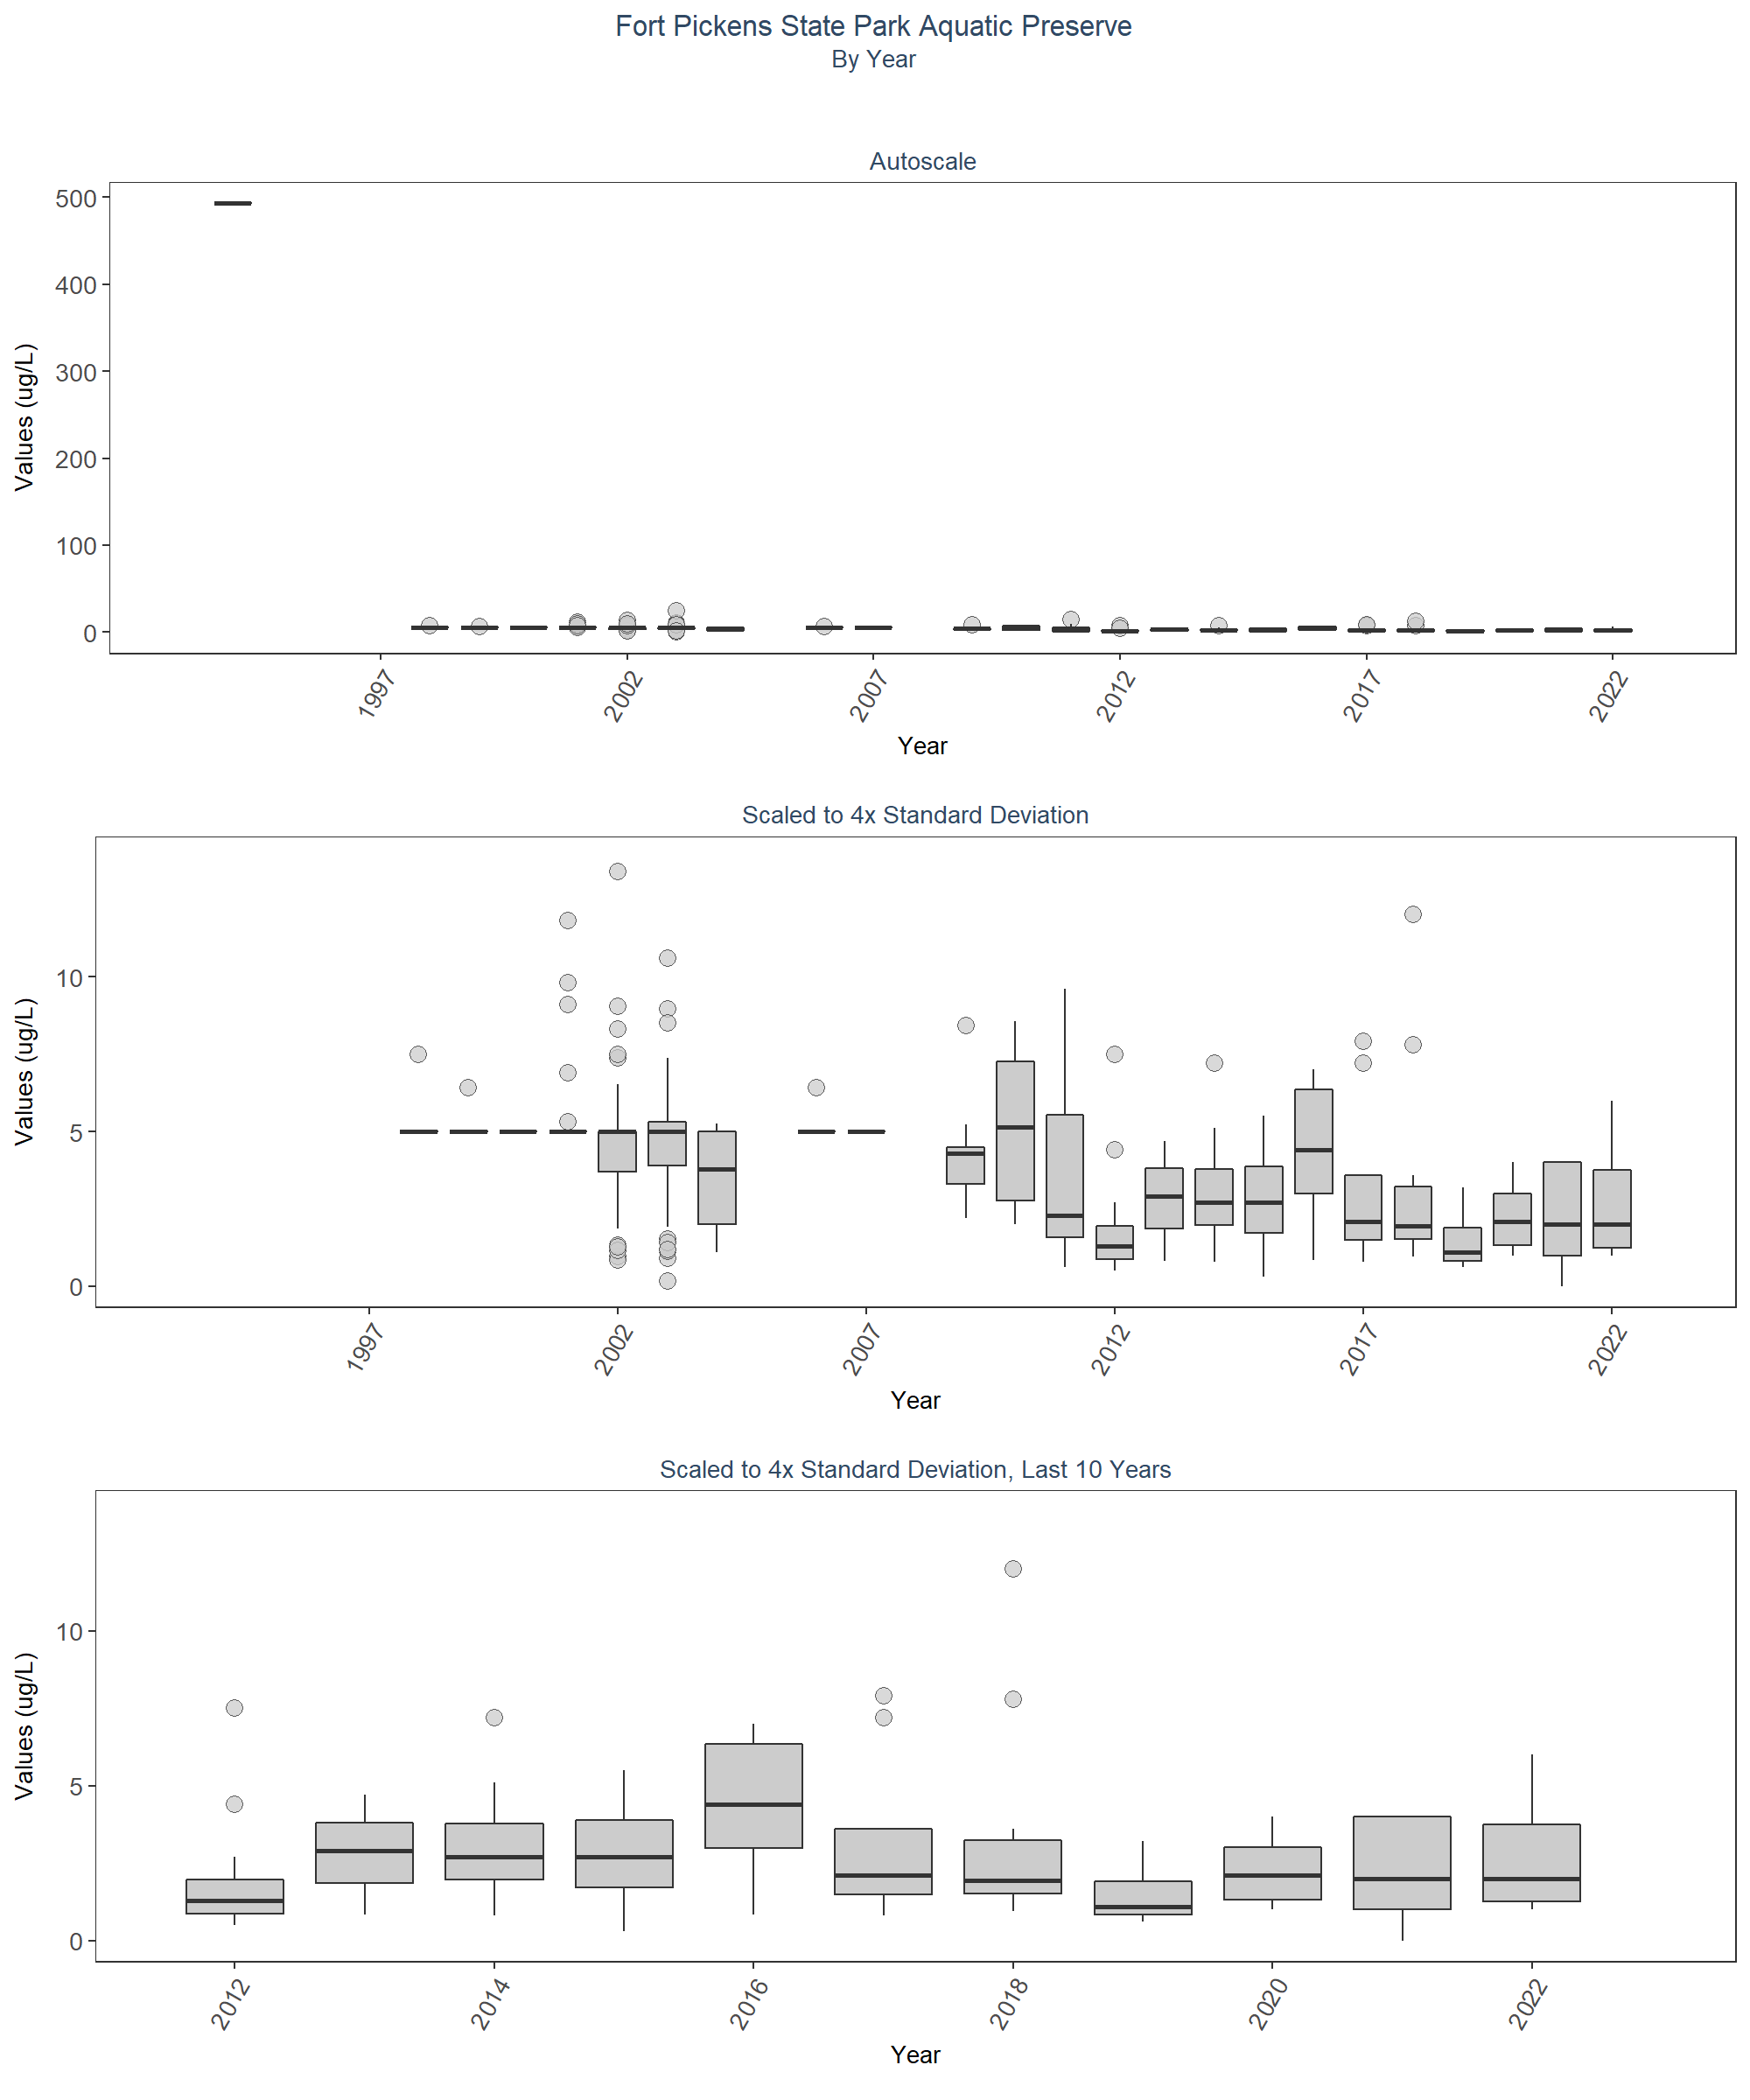 Fort Pickens State Park Aquatic Preserve
By Year
Autoscale
Values (ug/L)
500
400
300
200
100
0
1997 2002 2007 2012 2017 2022
Year
Scaled to 4x Standard Deviation
Values (ug/L)
10
5
0
1997 2002 2007 2012 2017 2022
Year
Scaled to 4x Standard Deviation, Last 10 Years
Values (ug/L)
10
5
0
2012 2014 2016 2018 2020 2022
Year